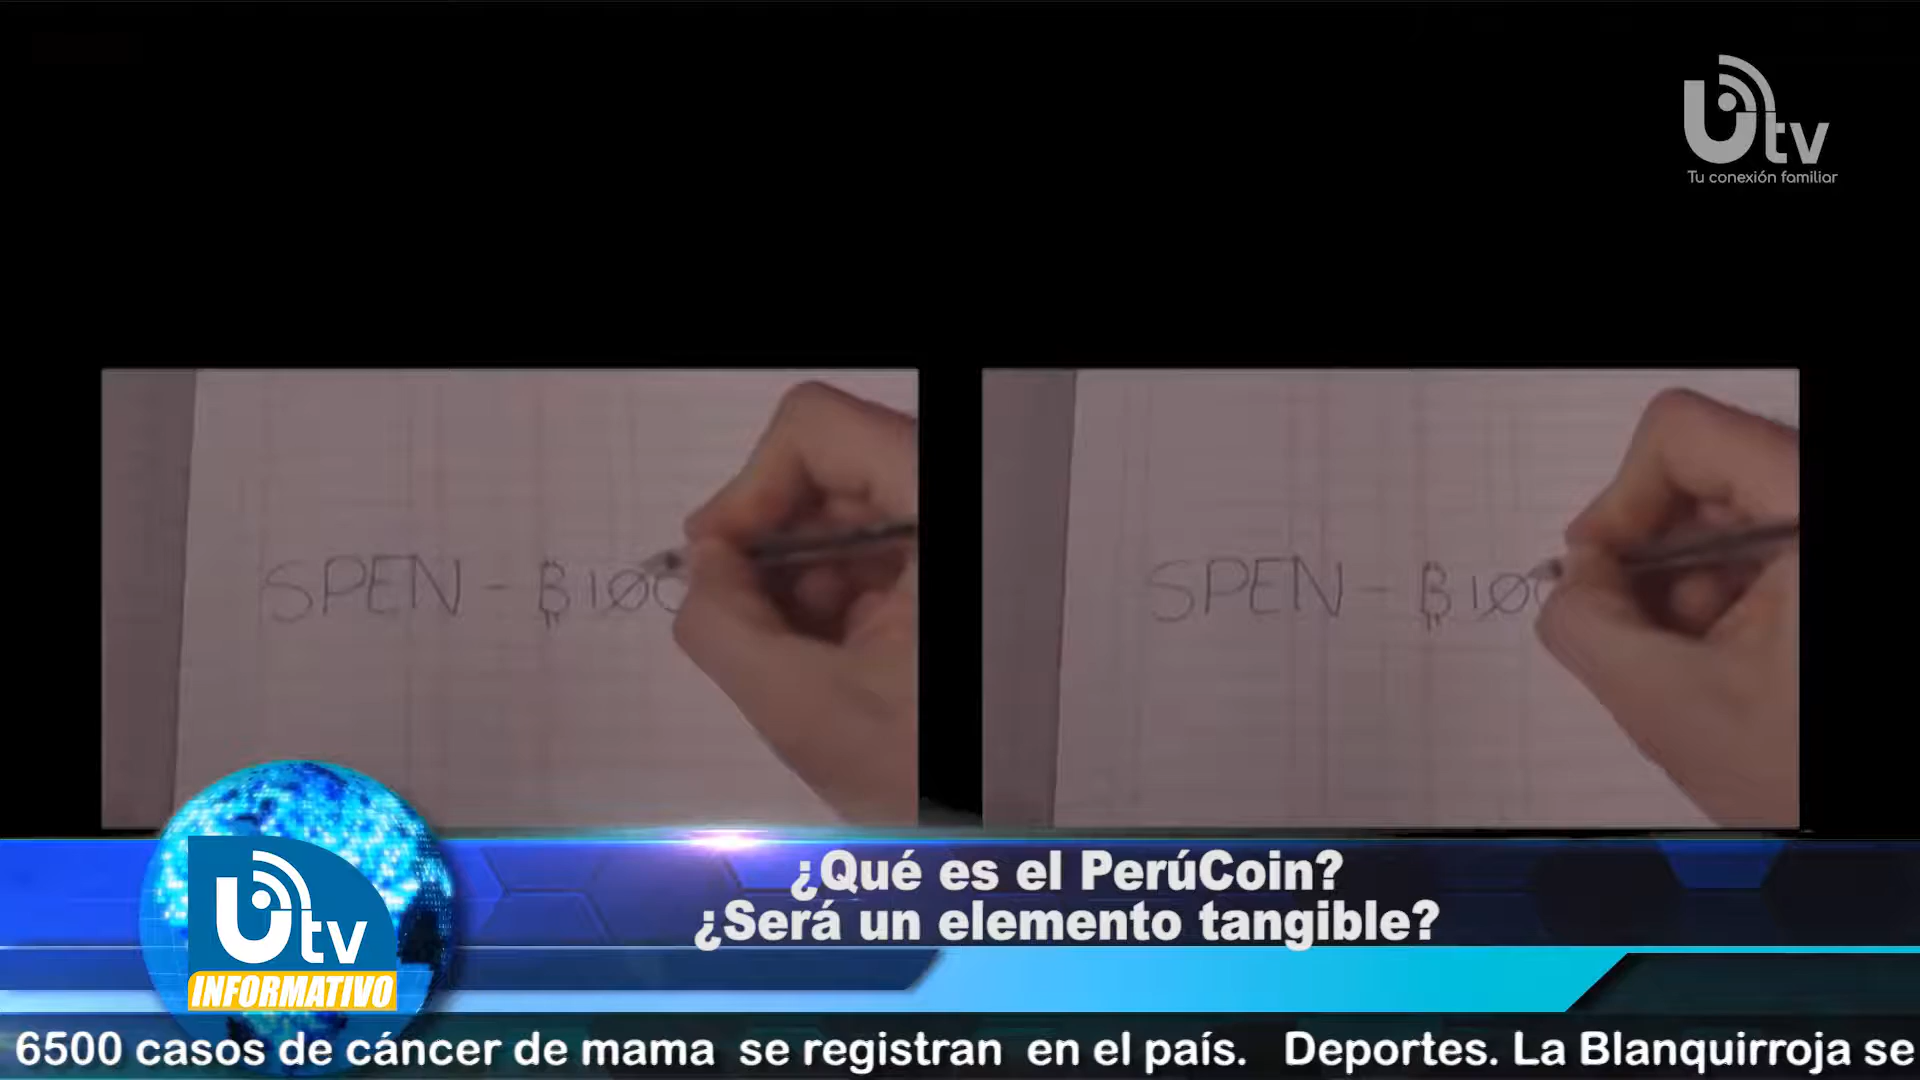 Utv
Tu conexión familiar
SPEN - ₿10
SPEN - ₿10
¿Qué es el PerúCoin?
¿Será un elemento tangible?
Utv
INFORMATIVO
6500 casos de cáncer de mama se registran en el país. Deportes. La Blanquirroja se